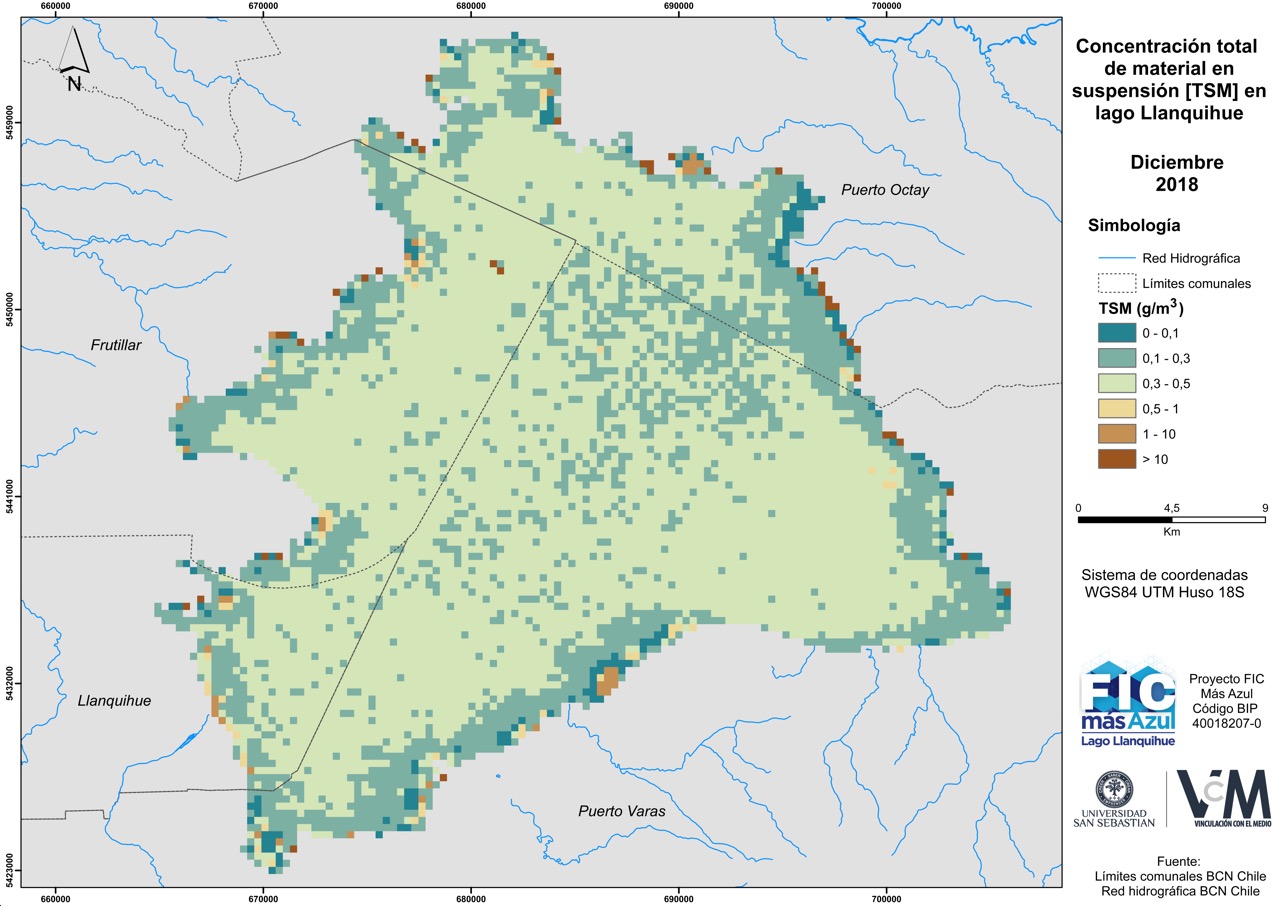 660000
670000
680000
690000
700000
N
5459000
5450000
5441000
5432000
5423000
Puerto Octay
Frutillar
Llanquihue
Puerto Varas
660000
670000
680000
690000
700000
Concentración total
de material en
suspensión [TSM] en
lago Llanquihue
Diciembre
2018
Simbología
Red Hidrográfica
Límites comunales
TSM (g/m³)
0 - 0,1
0,1 - 0,3
0,3 - 0,5
0,5 - 1
1 - 10
> 10
0 4,5 9
Km
Sistema de coordenadas
WGS84 UTM Huso 18S
FIC
más Azul
Lago Llanquihue
Proyecto FIC
Más Azul
Código BIP
40018207-0
UNIVERSIDAD
SAN SEBASTIAN
VcM
VINCULACIÓN CON EL MEDIO
Fuente:
Límites comunales BCN Chile
Red hidrográfica BCN Chile